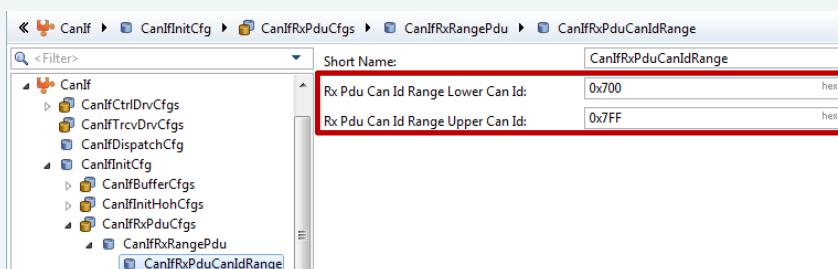 CanIf CanIfInitCfg CanIfRxPduCfgs CanIfRxRangePdu CanIfRxPduCanIdRange
<Filter>
Short Name: CanIfRxPduCanIdRange
Rx Pdu Can Id Range Lower Can Id: 0x700 hex
Rx Pdu Can Id Range Upper Can Id: 0x7FF hex
CanIf
CanIfCtrlDrvCfgs
CanIfTrcvDrvCfgs
CanIfDispatchCfg
CanIfInitCfg
CanIfBufferCfgs
CanIfInitHohCfgs
CanIfRxPduCfgs
CanIfRxRangePdu
CanIfRxPduCanIdRange